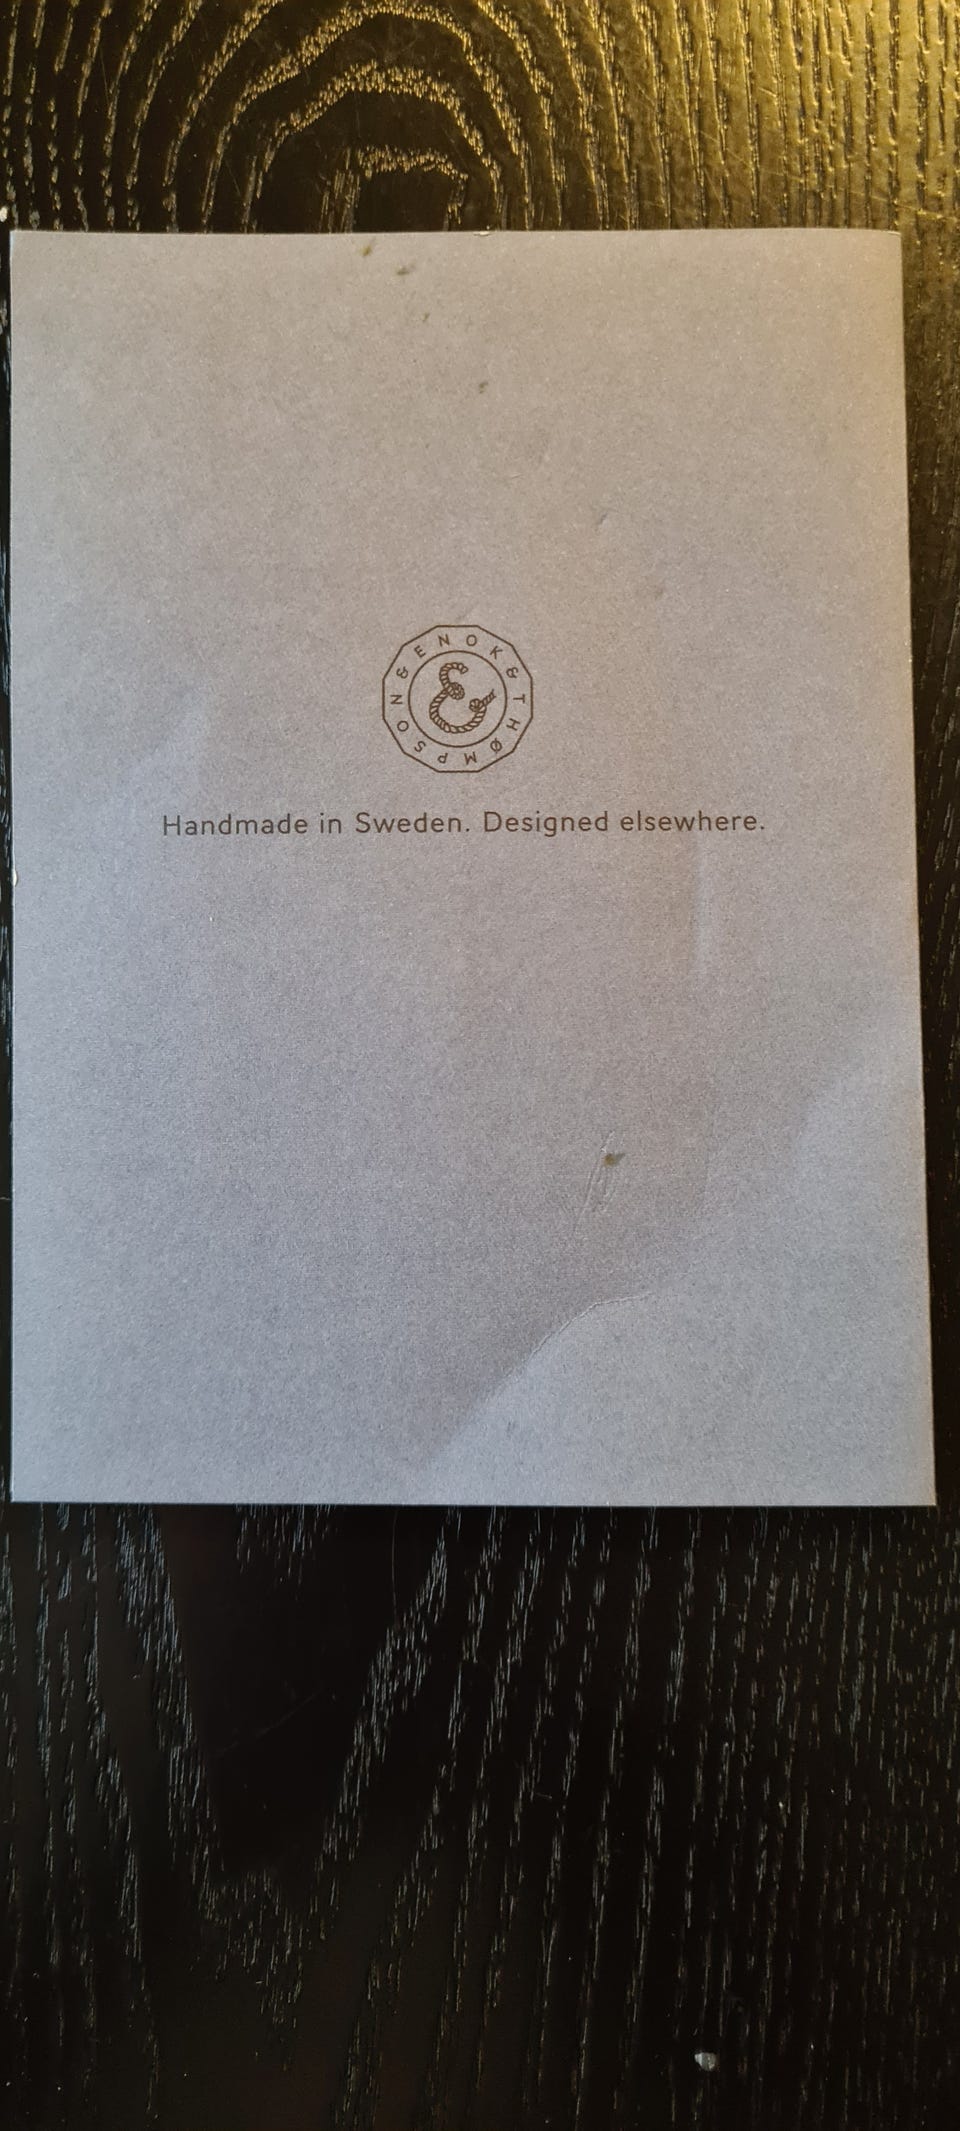 & ENOK & THØMPSON
&
Handmade in Sweden. Designed elsewhere.